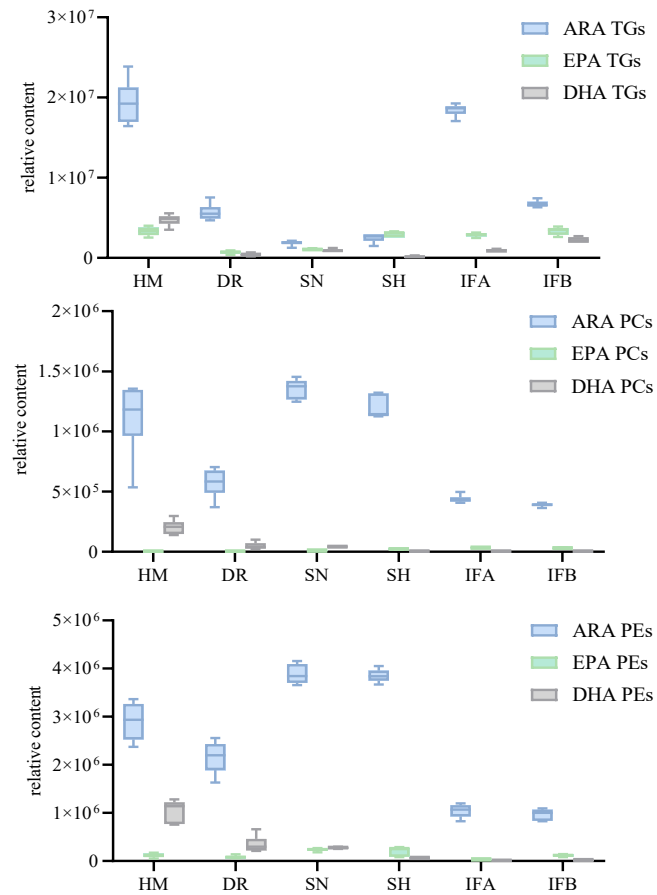 3×10⁷
2×10⁷
1×10⁷
0
relative content
ARA TGs
EPA TGs
DHA TGs
HM DR SN SH IFA IFB
2×10⁶
1.5×10⁶
1×10⁶
5×10⁵
0
relative content
ARA PCs
EPA PCs
DHA PCs
HM DR SN SH IFA IFB
5×10⁶
4×10⁶
3×10⁶
2×10⁶
1×10⁶
0
relative content
ARA PEs
EPA PEs
DHA PEs
HM DR SN SH IFA IFB